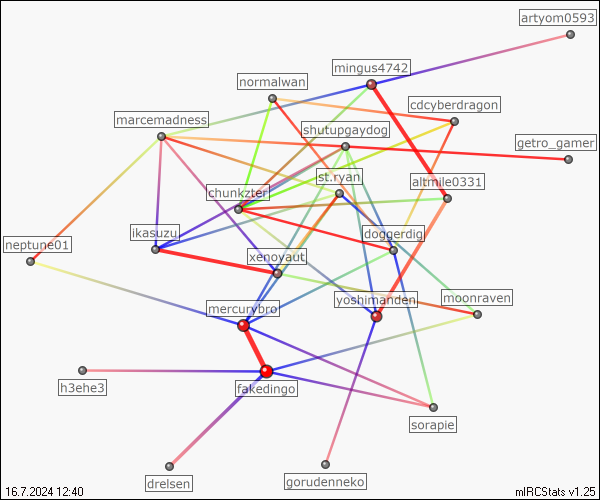 artyom0593
mingus4742
normalwan
cdcyberdragon
marcemadness
shutupgaydog
getro_gamer
st.ryan
altmile0331
chunkzter
ikasuzu
doggerdig
neptune01
xenoyaut
mercurybro
yoshimanden
moonraven
h3ehe3
fakedingo
sorapie
drelsen
gorudenneko
16.7.2024 12:40
mIRCStats v1.25